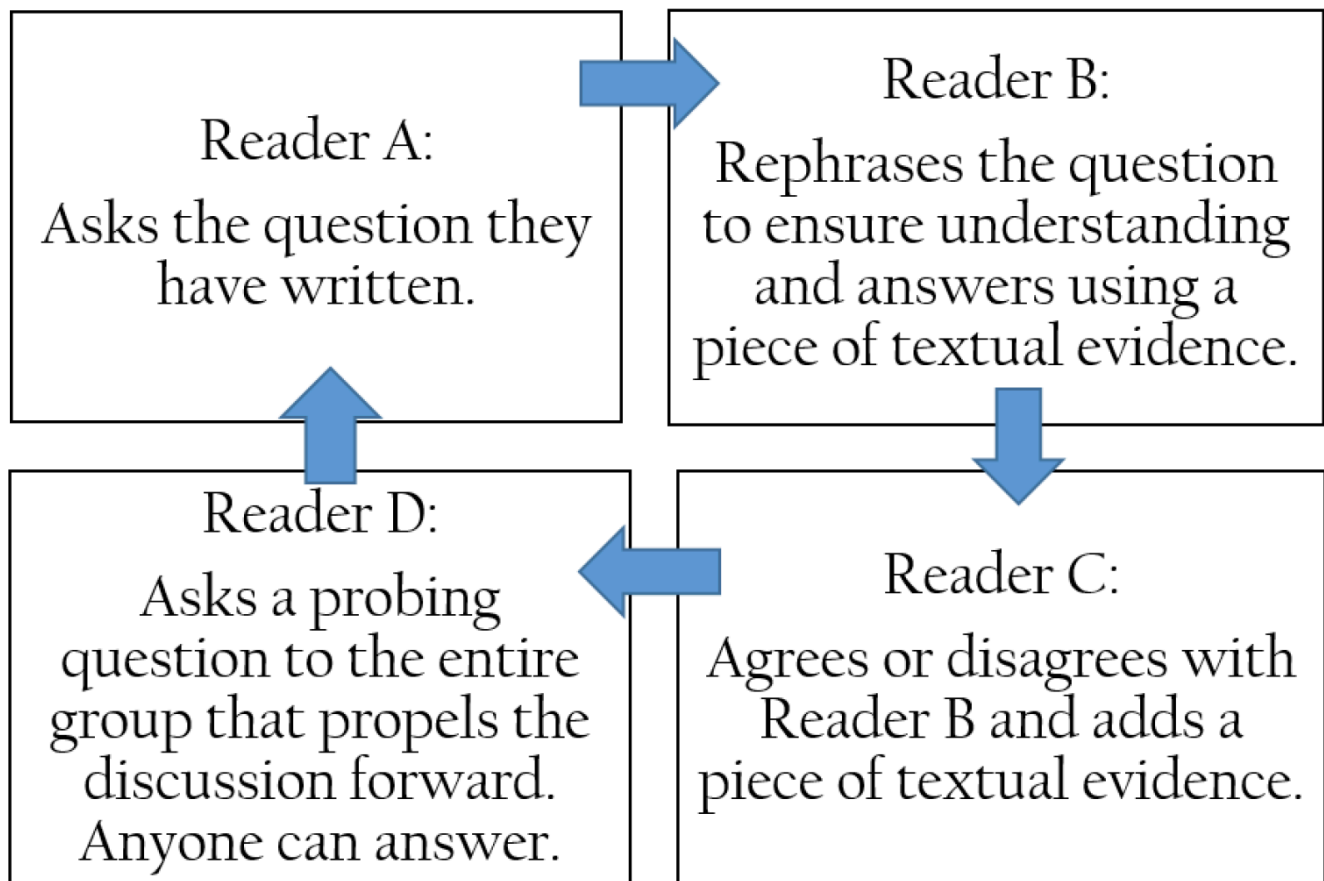 Reader A:
Asks the question they
have written.
Reader B:
Rephrases the question
to ensure understanding
and answers using a
piece of textual evidence.
Reader C:
Agrees or disagrees with
Reader B and adds a
piece of textual evidence.
Reader D:
Asks a probing
question to the entire
group that propels the
discussion forward.
Anyone can answer.